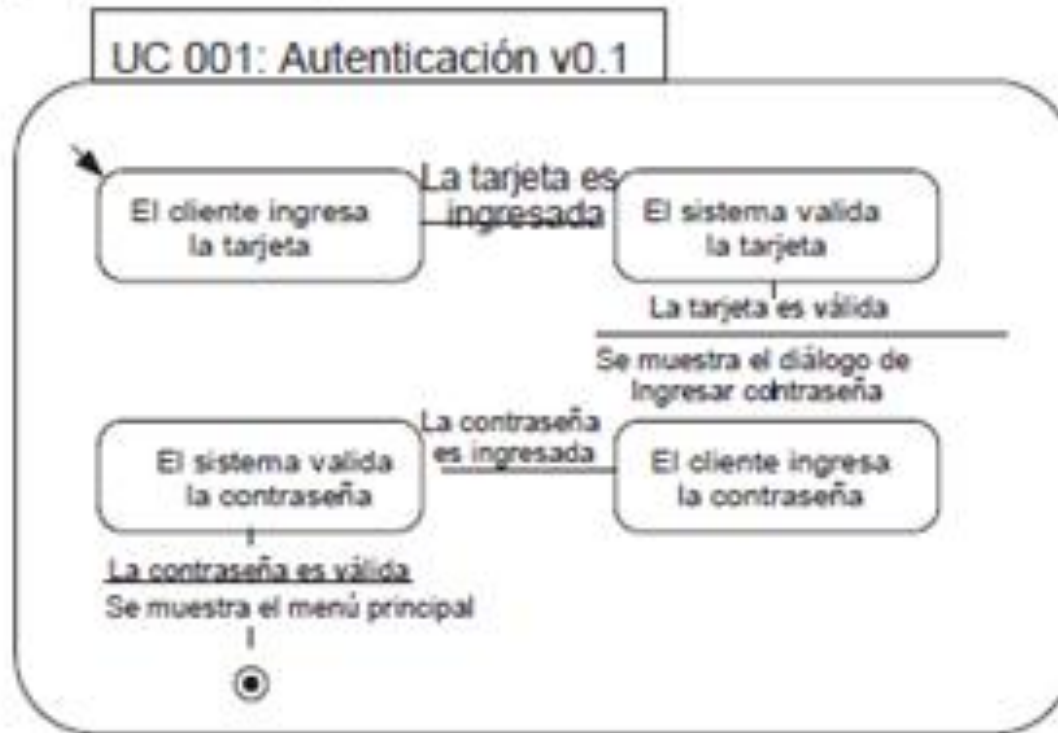 UC 001: Autenticación v0.1
El cliente ingresa
la tarjeta
La tarjeta es
ingresada
El sistema valida
la tarjeta
La tarjeta es válida
Se muestra el diálogo de
Ingresar contraseña
El cliente ingresa
la contraseña
La contraseña
es ingresada
El sistema valida
la contraseña
La contraseña es válida
Se muestra el menú principal